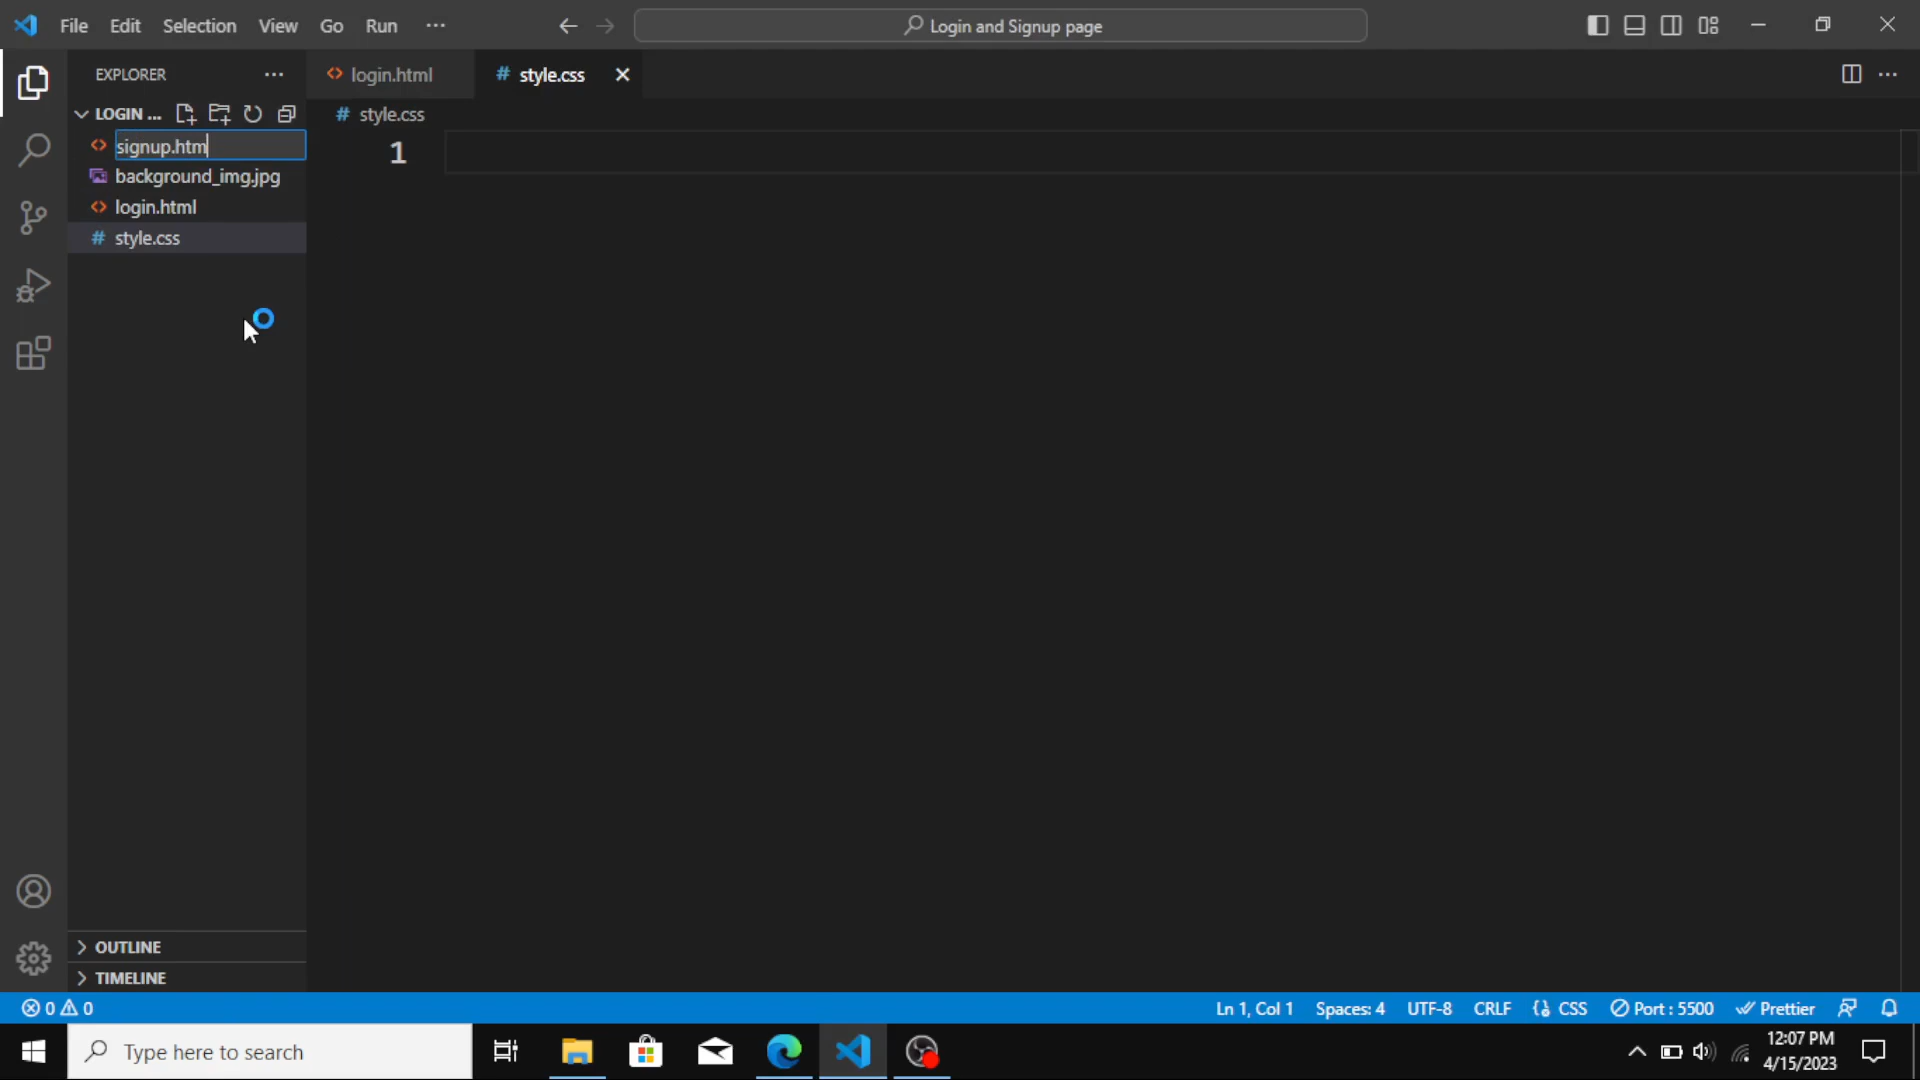 File Edit Selection View Go Run ··· Login and Signup page
EXPLORER ··· login.html # style.css
LOGIN ... # style.css
signup.htm
1
background_img.jpg
login.html
# style.css
OUTLINE
TIMELINE
0 0 Ln 1, Col 1 Spaces: 4 UTF-8 CRLF CSS Port : 5500 Prettier
Type here to search
12:07 PM
4/15/2023